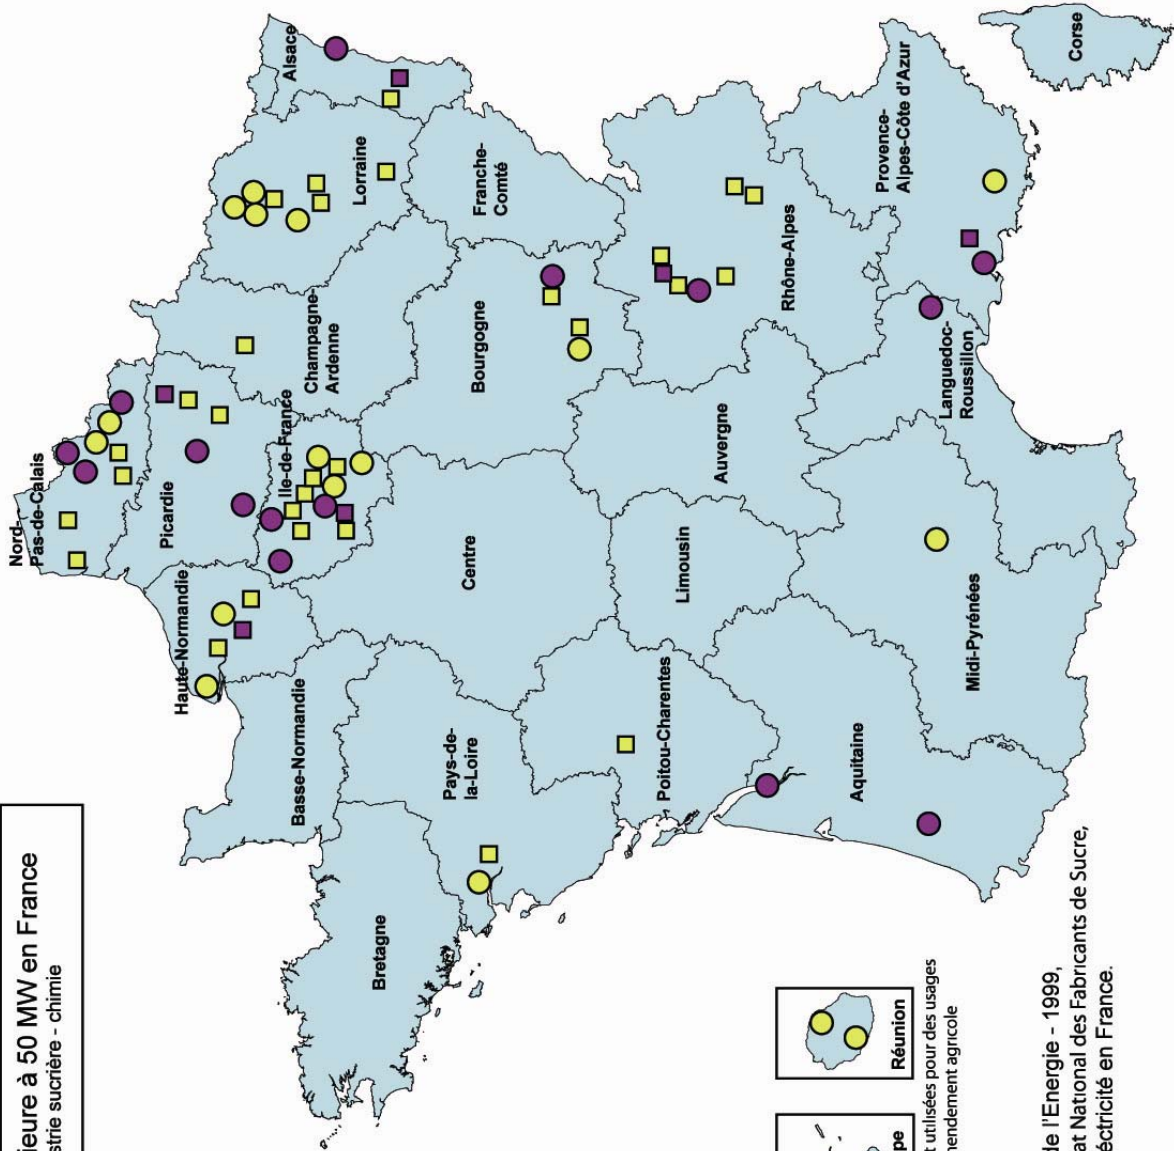 ieure à 50 MW en France
strie sucrière - chimie
Nord-
Pas-de-Calais
Picardie
Haute-Normandie
Ile-de-France
Champagne-
Ardenne
Lorraine
Alsace
Basse-Normandie
Bretagne
Pays-de-
la-Loire
Centre
Bourgogne
Franche-
Comté
Poitou-Charentes
Limousin
Auvergne
Rhône-Alpes
Aquitaine
Midi-Pyrénées
Languedoc-
Roussillon
Provence-
Alpes-Côte d'Azur
Corse
pe
Réunion
t utilisées pour des usages
nendement agricole
de l'Energie - 1999,
at National des Fabricants de Sucre,
éctricité en France.